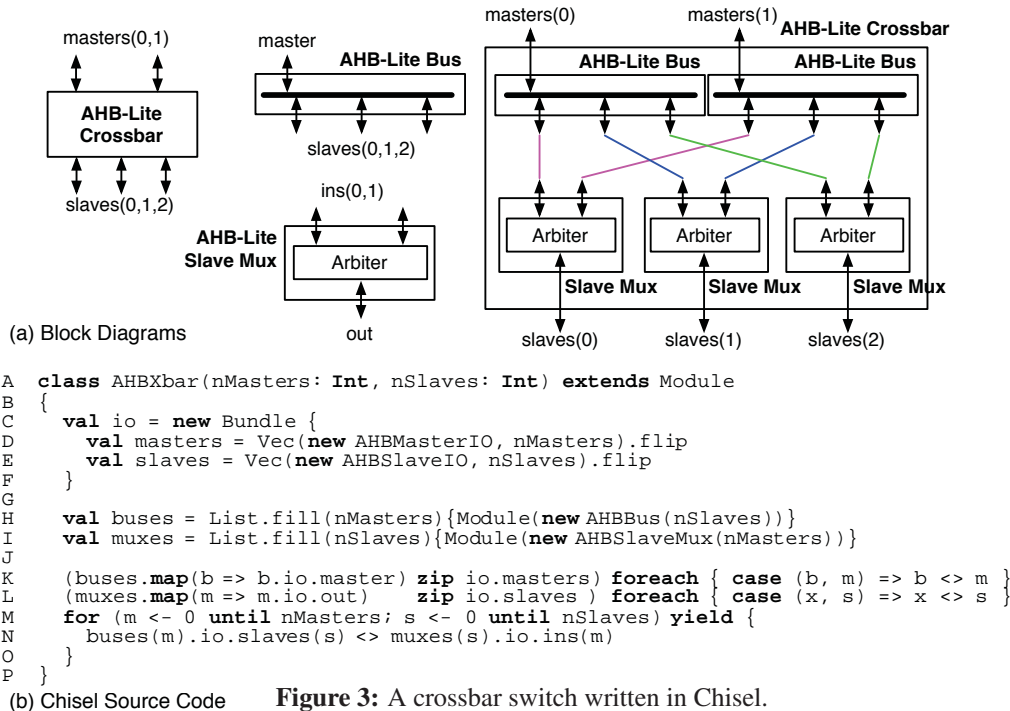 masters(0,1)
AHB-Lite
Crossbar
slaves(0,1,2)
master
AHB-Lite Bus
slaves(0,1,2)
ins(0,1)
AHB-Lite
Slave Mux
Arbiter
out
masters(0)
masters(1)
AHB-Lite Crossbar
AHB-Lite Bus
AHB-Lite Bus
Arbiter
Arbiter
Arbiter
Slave Mux
Slave Mux
Slave Mux
slaves(0)
slaves(1)
slaves(2)
(a) Block Diagrams
A class AHBXbar(nMasters: Int, nSlaves: Int) extends Module
B {
C   val io = new Bundle {
D     val masters = Vec(new AHBMasterIO, nMasters).flip
E     val slaves = Vec(new AHBSlaveIO, nSlaves).flip
F   }
G
H   val buses = List.fill(nMasters){Module(new AHBBus(nSlaves))}
I   val muxes = List.fill(nSlaves){Module(new AHBSlaveMux(nMasters))}
J
K   (buses.map(b => b.io.master) zip io.masters) foreach { case (b, m) => b <> m }
L   (muxes.map(m => m.io.out)    zip io.slaves ) foreach { case (x, s) => x <> s }
M   for (m <- 0 until nMasters; s <- 0 until nSlaves) yield {
N     buses(m).io.slaves(s) <> muxes(s).io.ins(m)
O   }
P }
(b) Chisel Source Code
Figure 3: A crossbar switch written in Chisel.